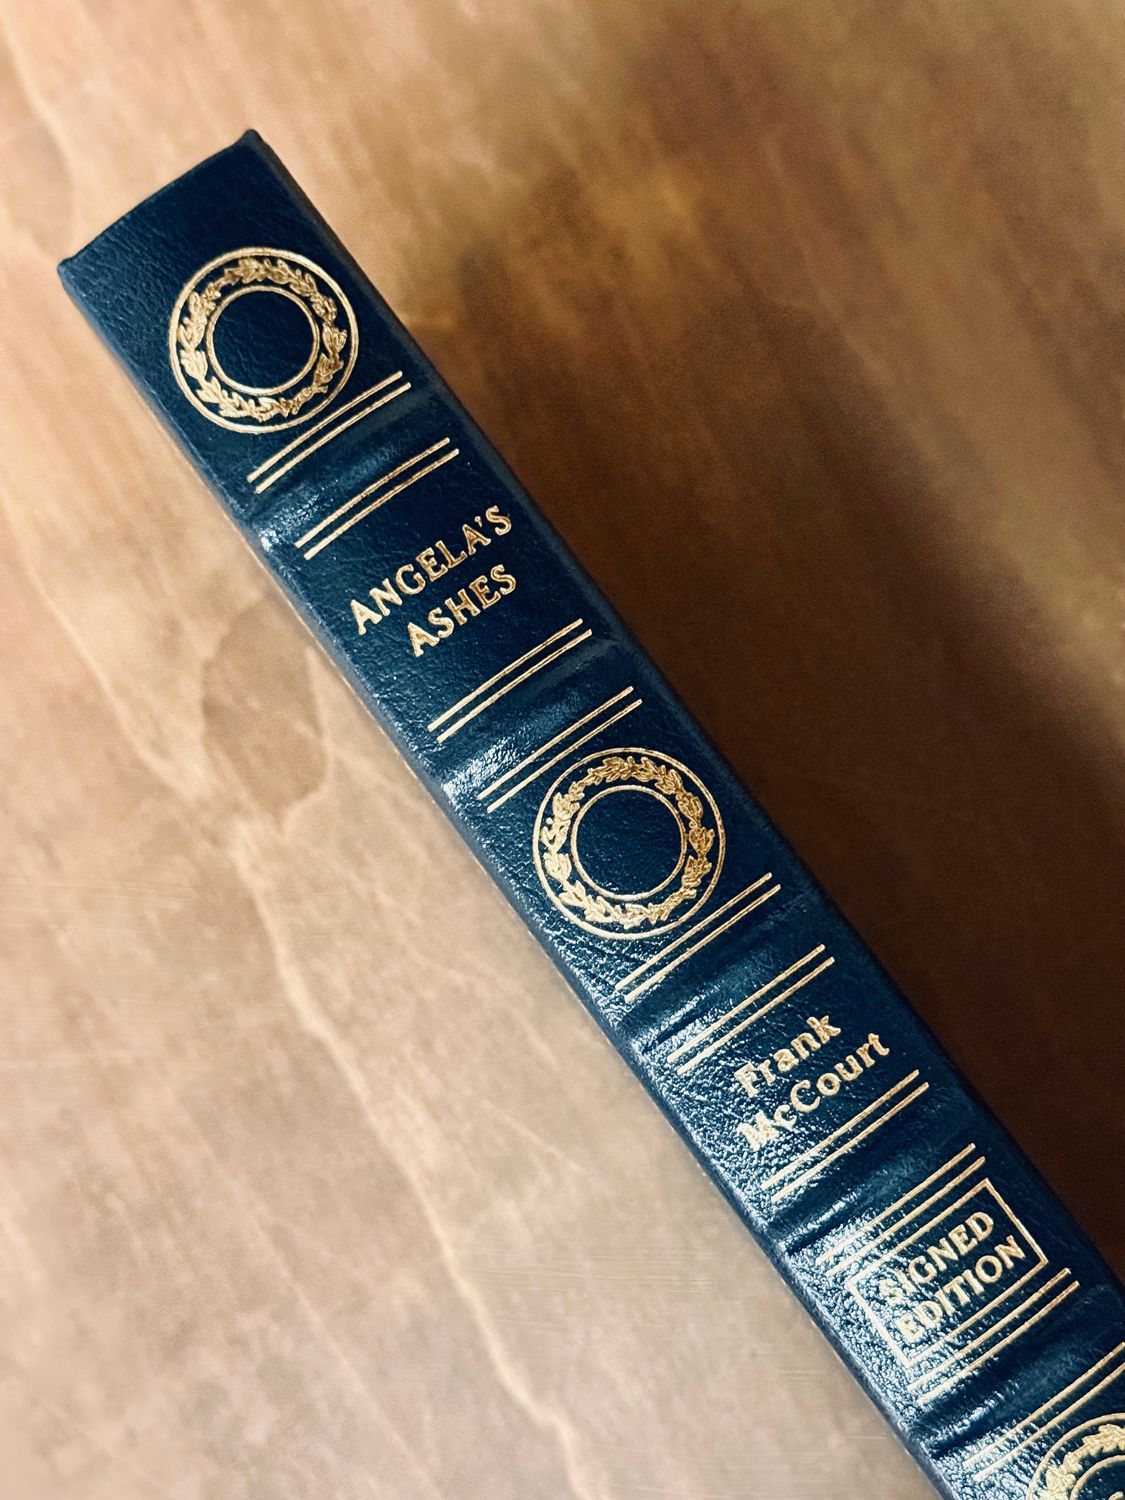 ANGELA'S
ASHES
Frank
McCourt
SIGNED
EDITION